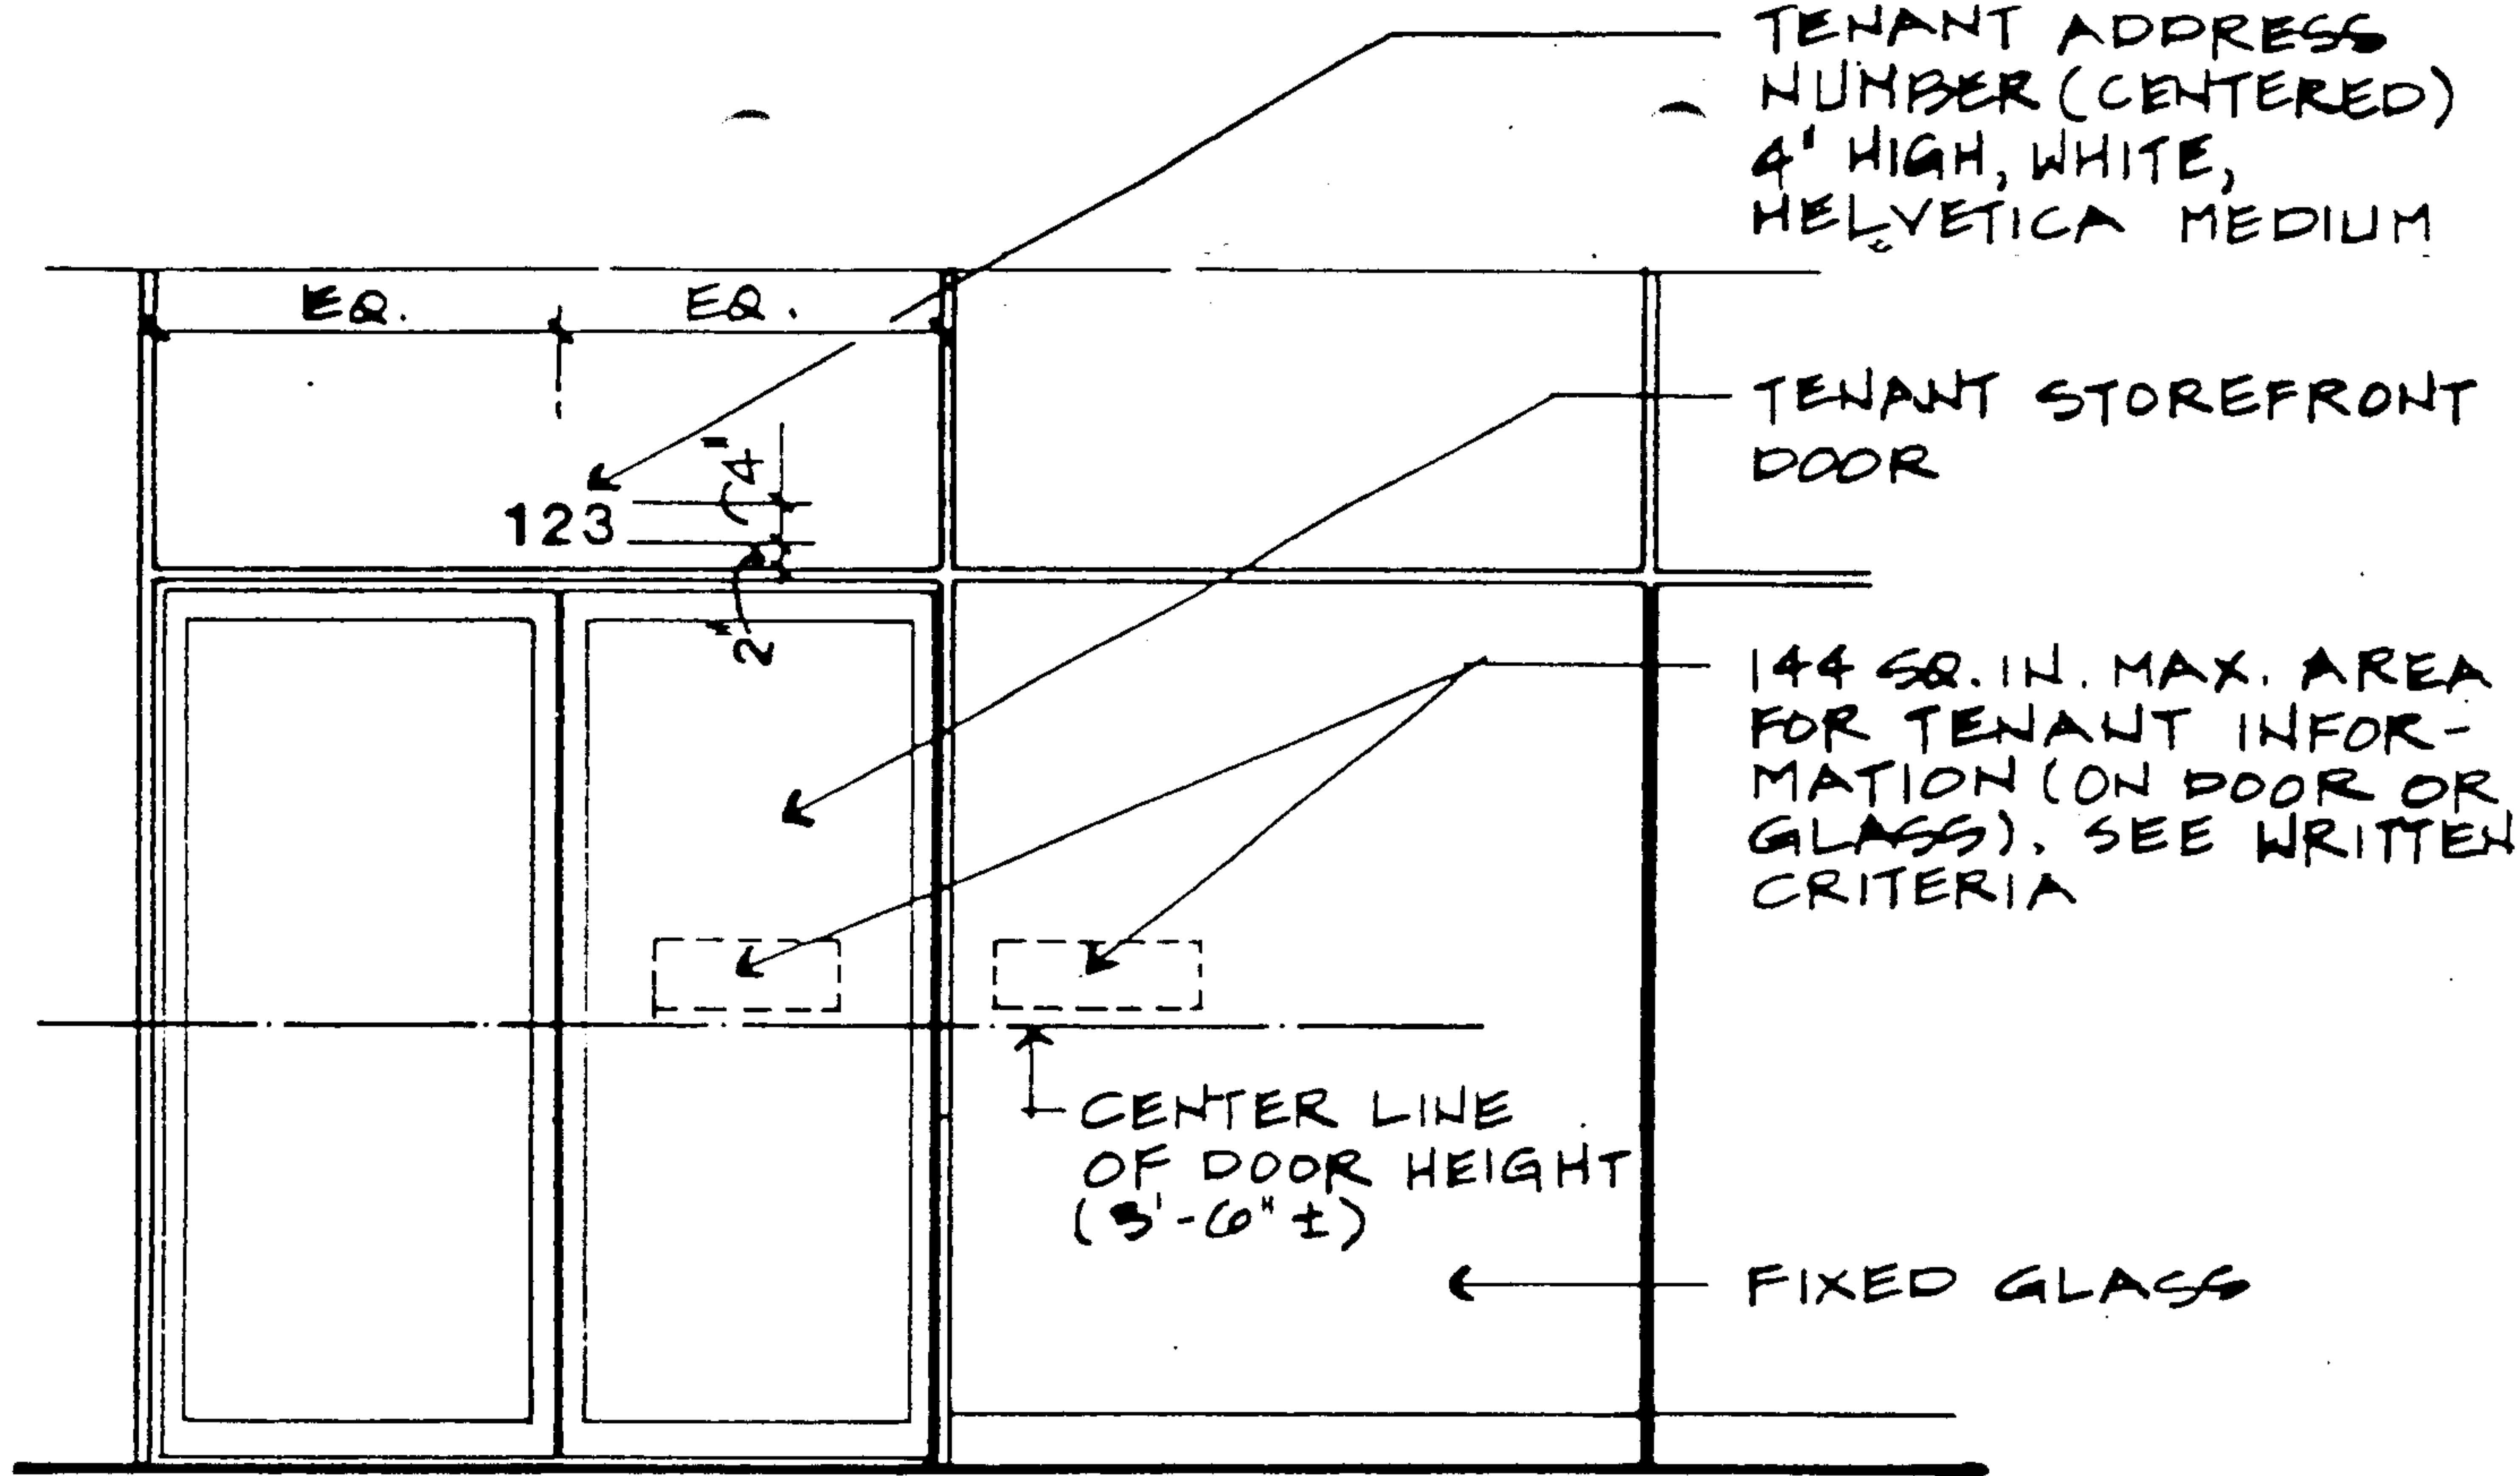 TENANT ADDRESS
NUMBER (CENTERED)
4' HIGH, WHITE,
HELVETICA MEDIUM
EQ.
EQ.
TENANT STOREFRONT
DOOR
4'
123
2'
144 SQ. IN. MAX. AREA
FOR TENANT INFOR-
MATION (ON DOOR OR
GLASS). SEE WRITTEN
CRITERIA
CENTER LINE
OF DOOR HEIGHT
(3'-6" ±)
FIXED GLASS